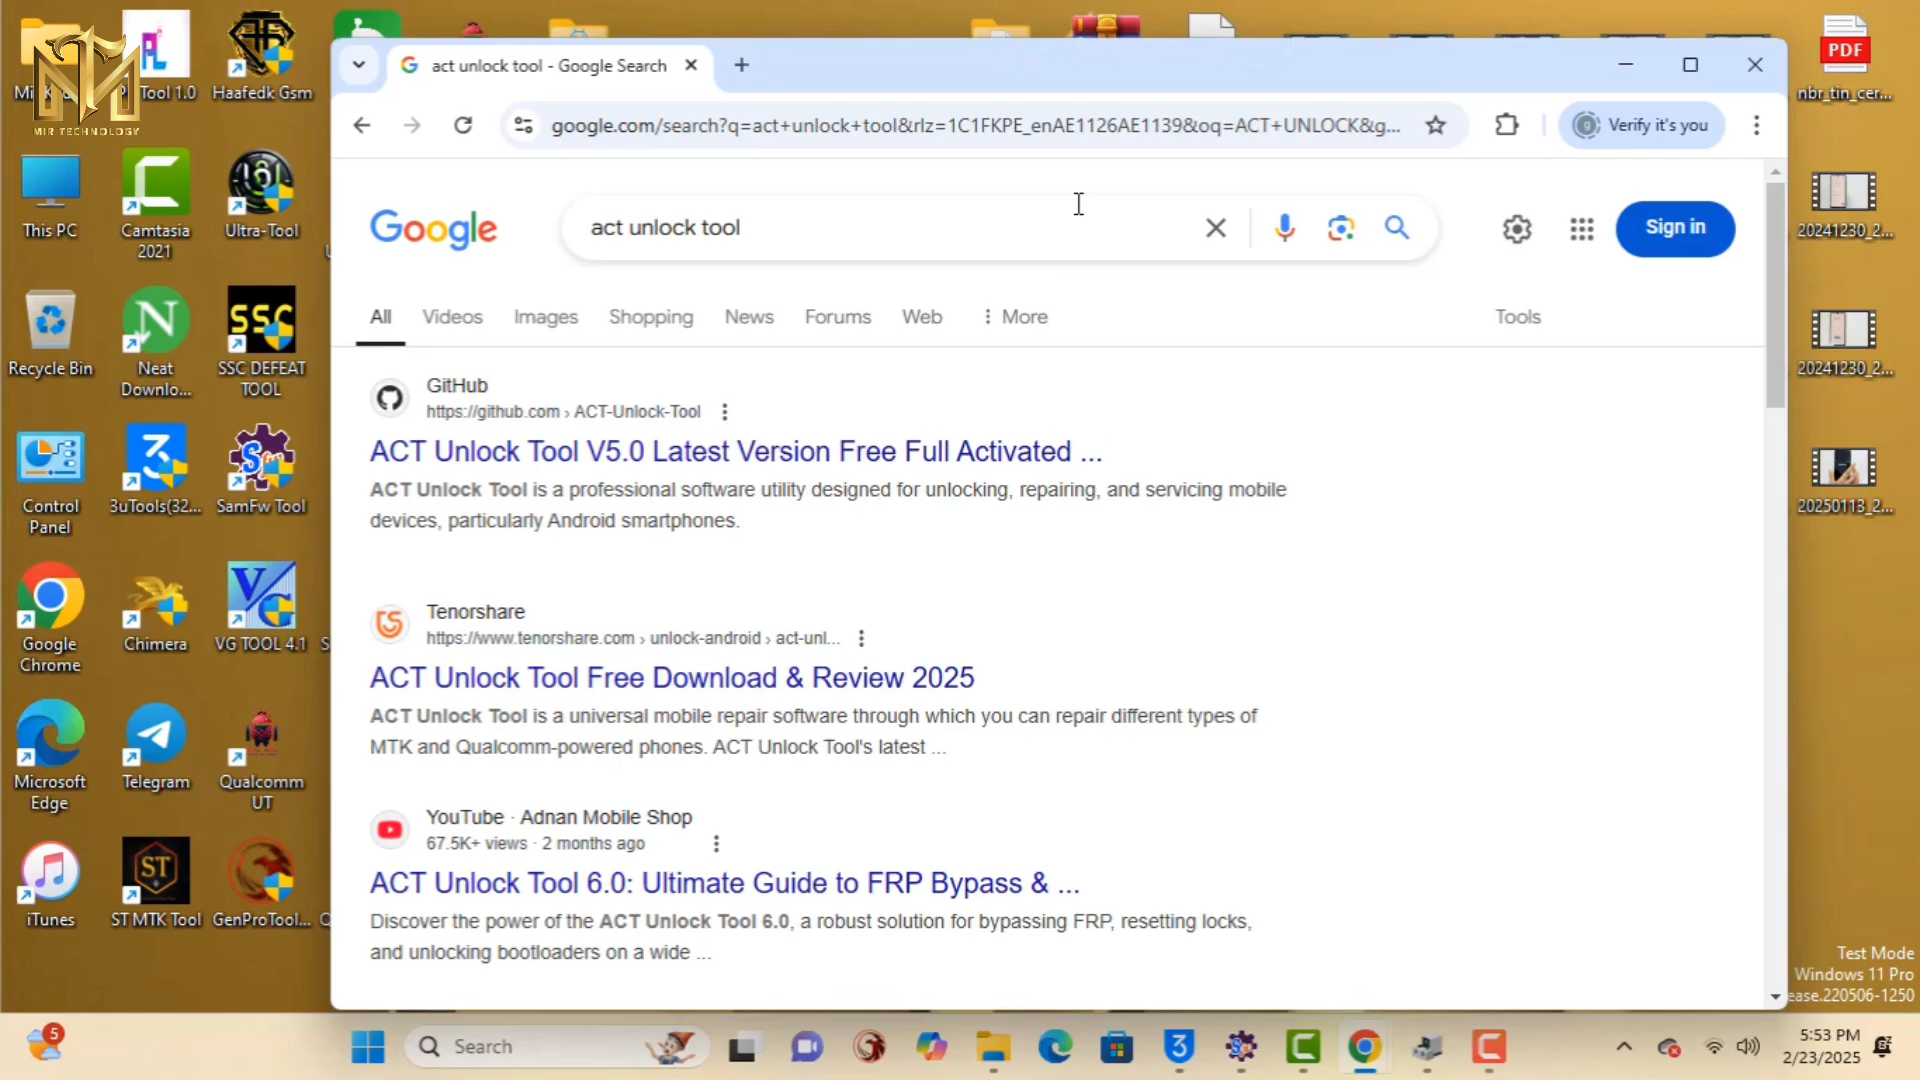 MIR TECHNOLOGY
Tool 1.0
Haafedk Gsm
This PC
Camtasia
2021
Ultra-Tool
Recycle Bin
Neat
Downlo...
SSC
SSC DEFEAT
TOOL
Control
Panel
3uTools(32...
SamFw Tool
Google
Chrome
Chimera
VG TOOL 4.1
Microsoft
Edge
Telegram
Qualcomm
UT
iTunes
ST
ST MTK Tool
GenProTool...
act unlock tool - Google Search
google.com/search?q=act+unlock+tool&rlz=1C1FKPE_enAE1126AE1139&oq=ACT+UNLOCK&g...
Verify it's you
Google
act unlock tool
Sign in
All
Videos
Images
Shopping
News
Forums
Web
More
Tools
GitHub
https://github.com › ACT-Unlock-Tool
ACT Unlock Tool V5.0 Latest Version Free Full Activated ...
ACT Unlock Tool is a professional software utility designed for unlocking, repairing, and servicing mobile
devices, particularly Android smartphones.
Tenorshare
https://www.tenorshare.com › unlock-android › act-unl...
ACT Unlock Tool Free Download & Review 2025
ACT Unlock Tool is a universal mobile repair software through which you can repair different types of
MTK and Qualcomm-powered phones. ACT Unlock Tool's latest ...
YouTube · Adnan Mobile Shop
67.5K+ views · 2 months ago
ACT Unlock Tool 6.0: Ultimate Guide to FRP Bypass & ...
Discover the power of the ACT Unlock Tool 6.0, a robust solution for bypassing FRP, resetting locks,
and unlocking bootloaders on a wide ...
PDF
nbr_tin_cer...
20241230_2...
20241230_2...
20250113_2...
Test Mode
Windows 11 Pro
ease.220506-1250
5
Search
5:53 PM
2/23/2025